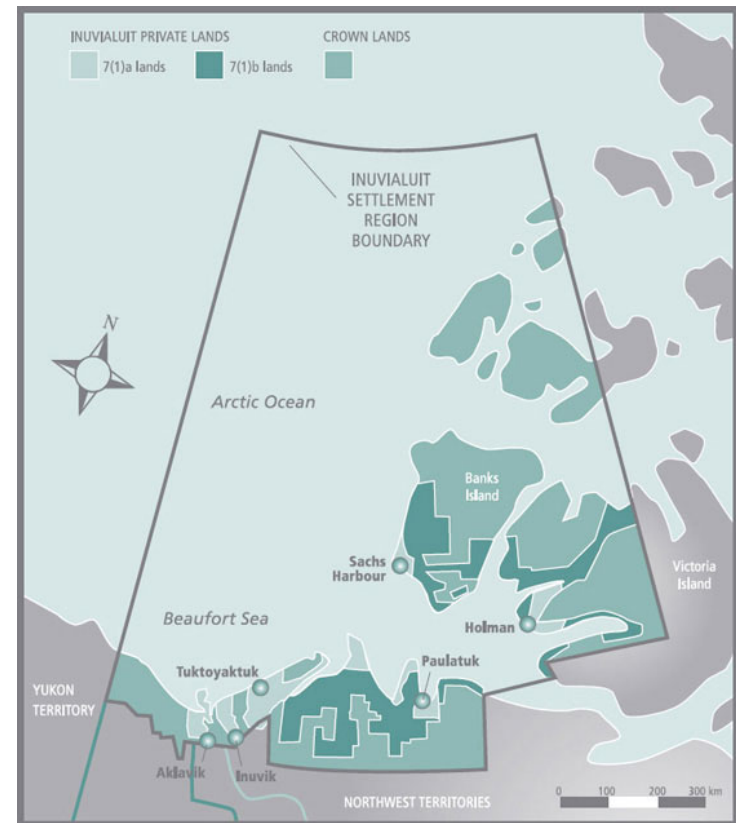 INUVIALUIT PRIVATE LANDS
CROWN LANDS
7(1)a lands
7(1)b lands
INUVIALUIT
SETTLEMENT
REGION
BOUNDARY
N
Arctic Ocean
Banks
Island
Sachs
Harbour
Victoria
Island
Beaufort Sea
Holman
Tuktoyaktuk
Paulatuk
YUKON
TERRITORY
Aklavik
Inuvik
NORTHWEST TERRITORIES
0 100 200 300 km